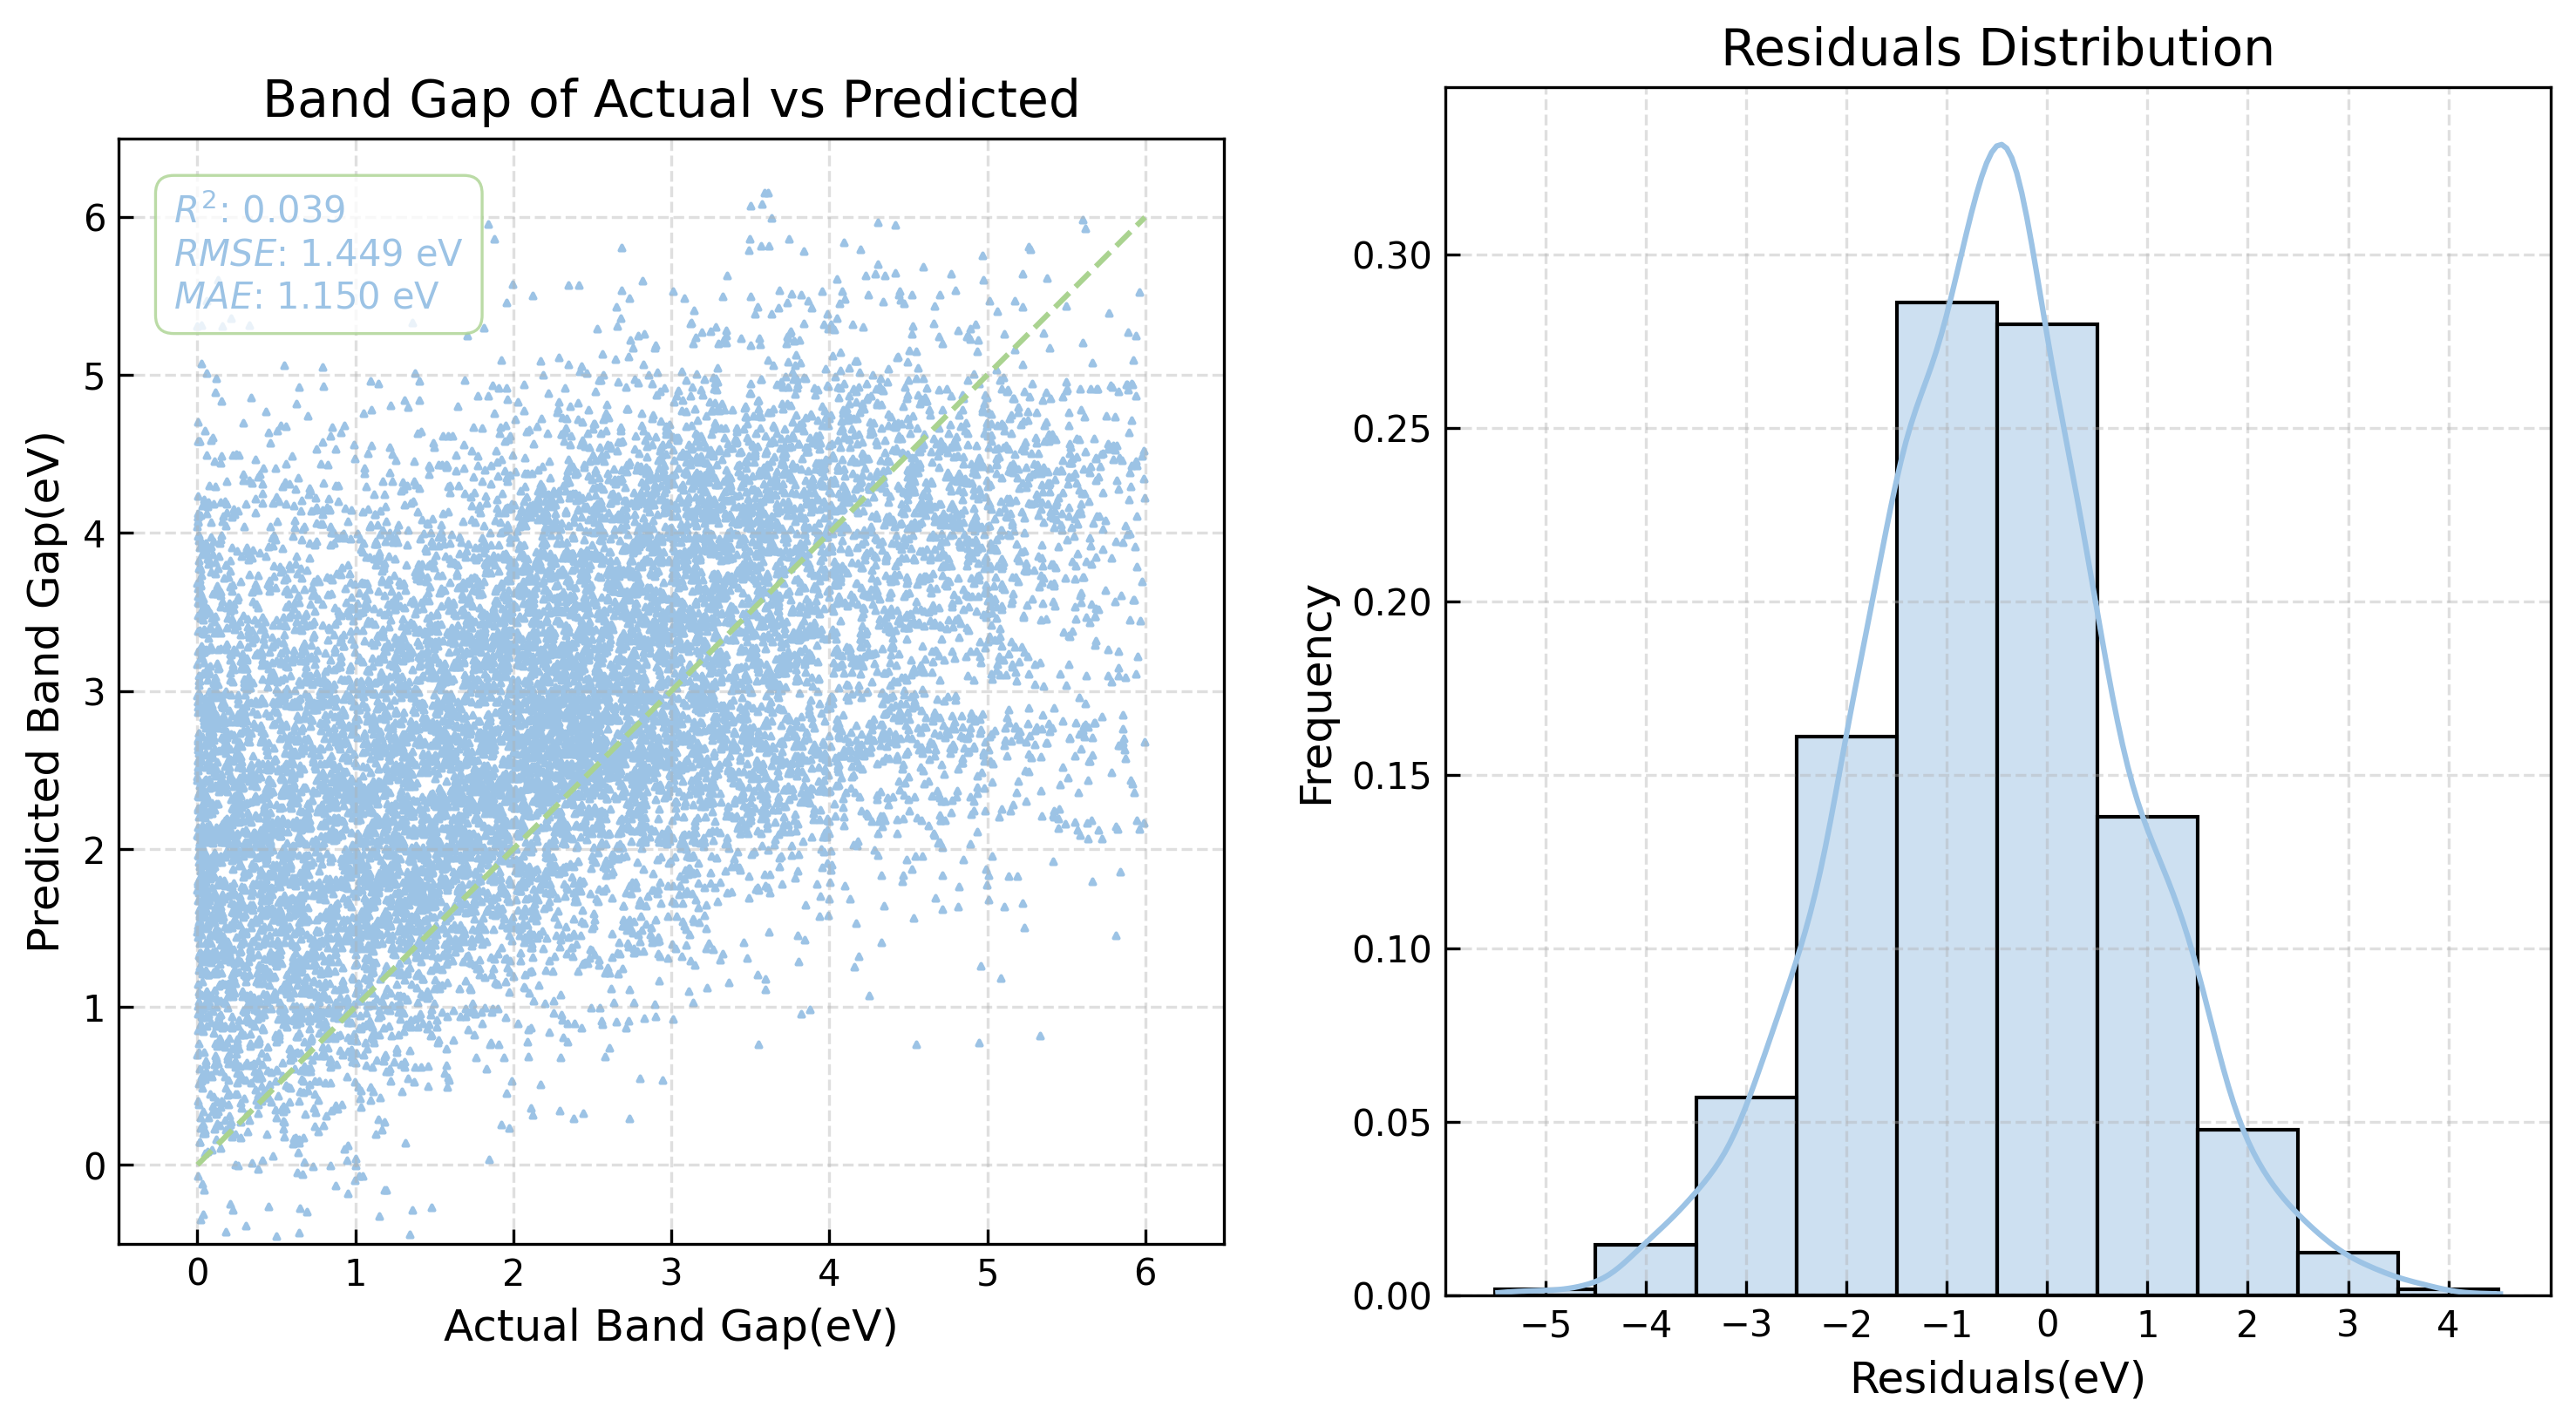 Band Gap of Actual vs Predicted
R²: 0.039
RMSE: 1.449 eV
MAE: 1.150 eV
Predicted Band Gap(eV)
6
5
4
3
2
1
0
0 1 2 3 4 5 6
Actual Band Gap(eV)
Residuals Distribution
Frequency
0.30
0.25
0.20
0.15
0.10
0.05
0.00
−5 −4 −3 −2 −1 0 1 2 3 4
Residuals(eV)